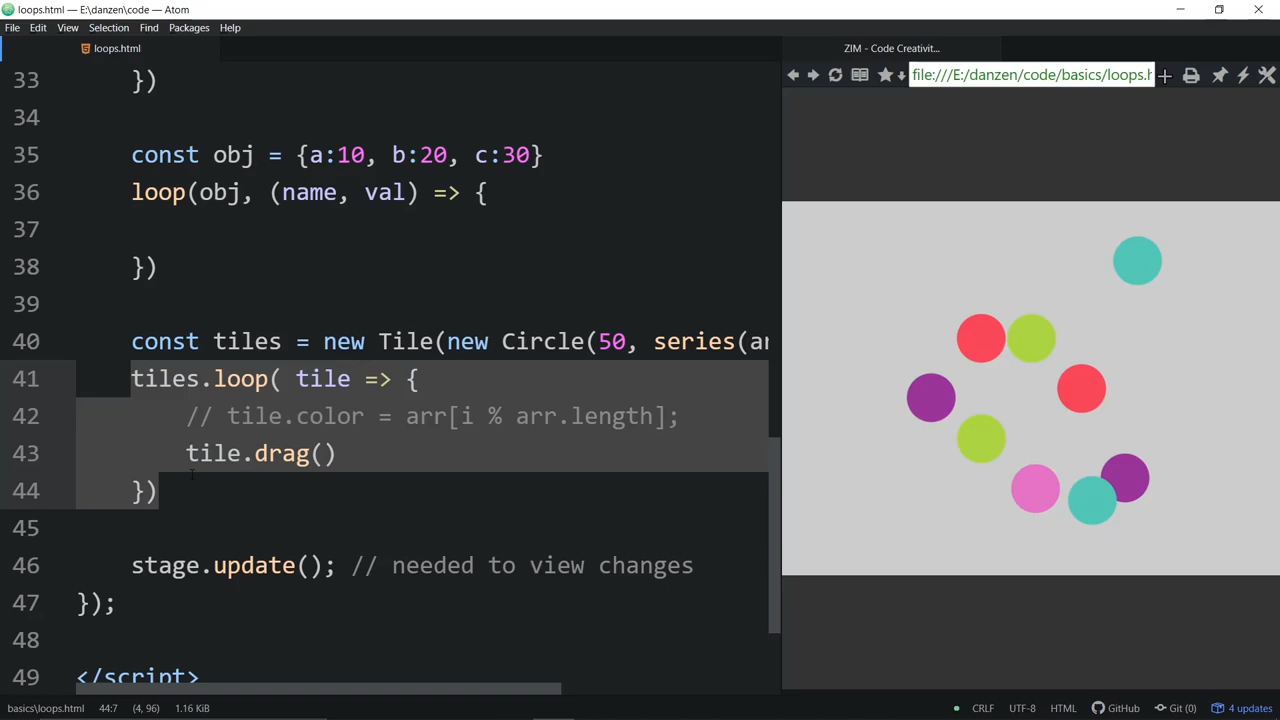 loops.html — E:\danzen\code — Atom
File Edit View Selection Find Packages Help
loops.html
ZIM - Code Creativit...
file:///E:/danzen/code/basics/loops.h
33 })
34
35 const obj = {a:10, b:20, c:30}
36 loop(obj, (name, val) => {
37
38 })
39
40 const tiles = new Tile(new Circle(50, series(ar
41 tiles.loop( tile => {
42 // tile.color = arr[i % arr.length];
43 tile.drag()
44 })
45
46 stage.update(); // needed to view changes
47 });
48
49 </script>
basics\loops.html 44:7 (4, 96) 1.16 KiB CRLF UTF-8 HTML GitHub Git (0) 4 updates